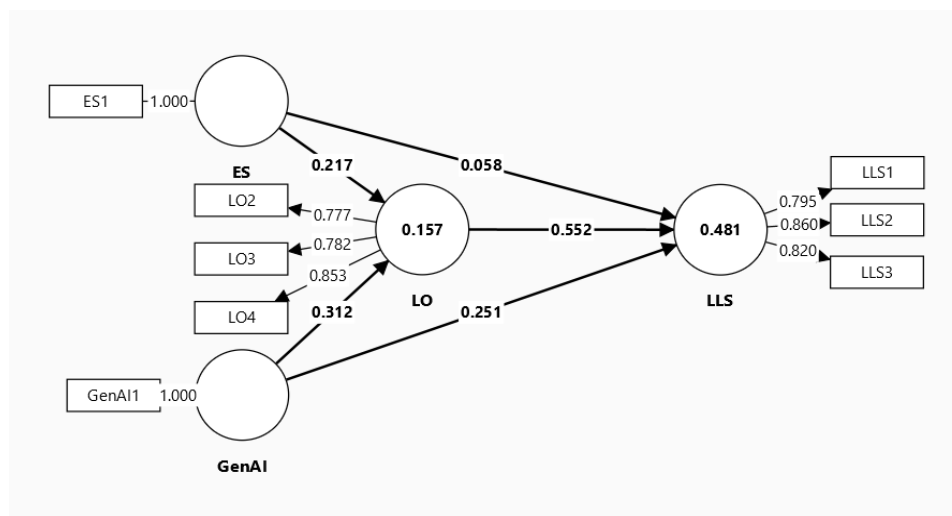 ES1
1.000
ES
0.217
0.058
LO2
0.777
LO3
0.782
LO4
0.853
0.157
LO
0.552
0.481
LLS
0.795
LLS1
0.860
LLS2
0.820
LLS3
0.312
0.251
GenAI1
1.000
GenAI